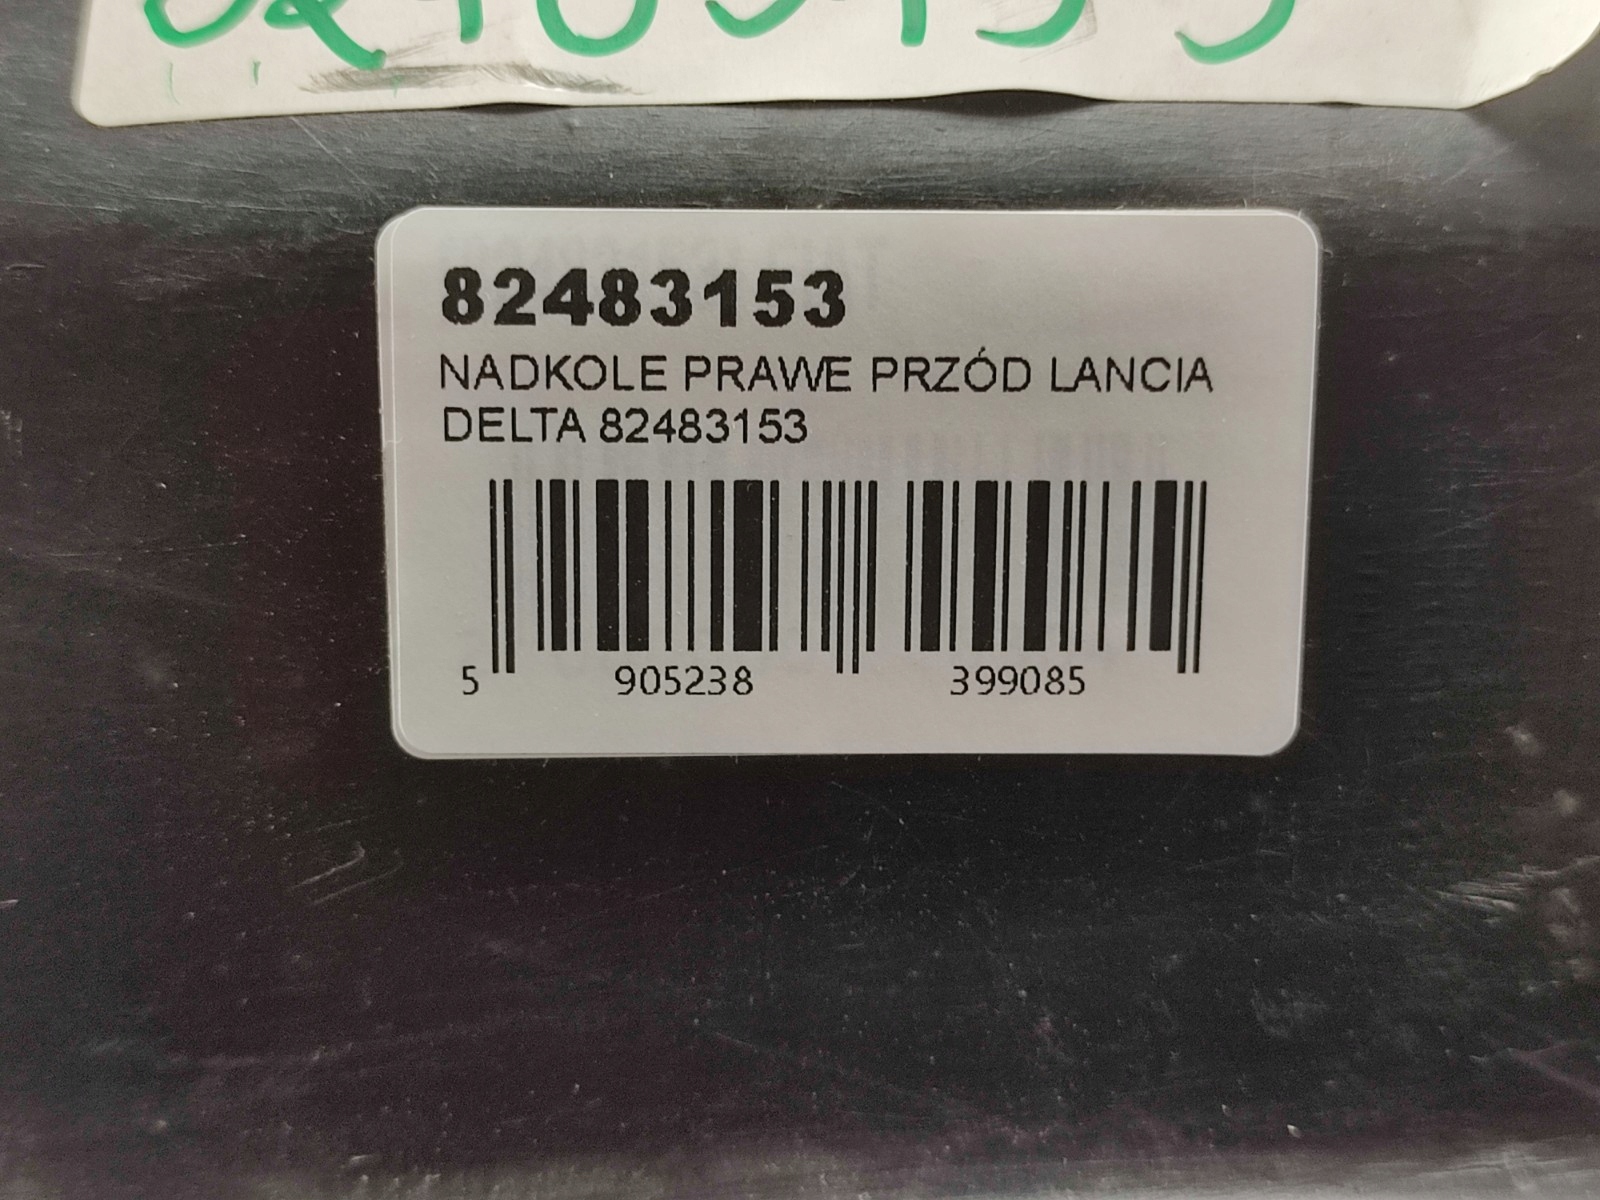 82483153
NADKOLE PRAWE PRZÓD LANCIA
DELTA 82483153
5 905238 399085